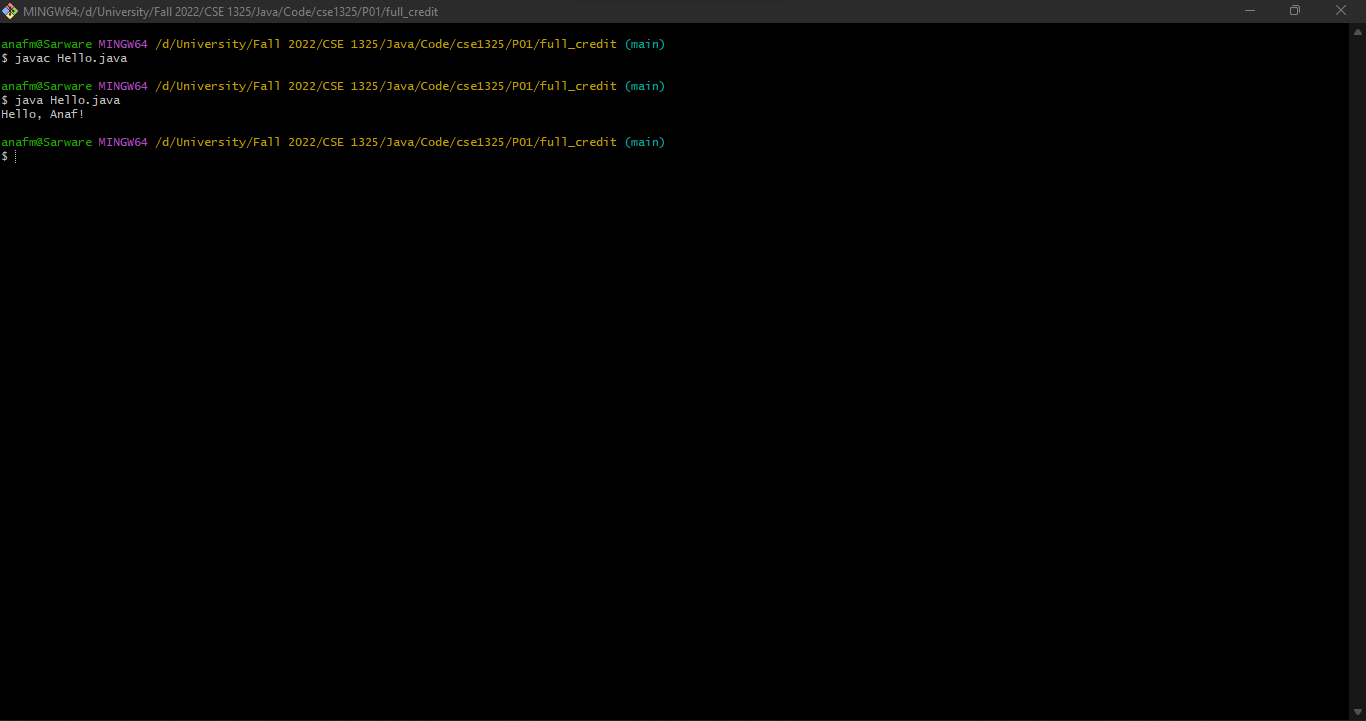 MINGW64:/d/University/Fall 2022/CSE 1325/Java/Code/cse1325/P01/full_credit
anafm@Sarware MINGW64 /d/University/Fall 2022/CSE 1325/Java/Code/cse1325/P01/full_credit (main)
$ javac Hello.java
anafm@Sarware MINGW64 /d/University/Fall 2022/CSE 1325/Java/Code/cse1325/P01/full_credit (main)
$ java Hello.java
Hello, Anaf!
anafm@Sarware MINGW64 /d/University/Fall 2022/CSE 1325/Java/Code/cse1325/P01/full_credit (main)
$